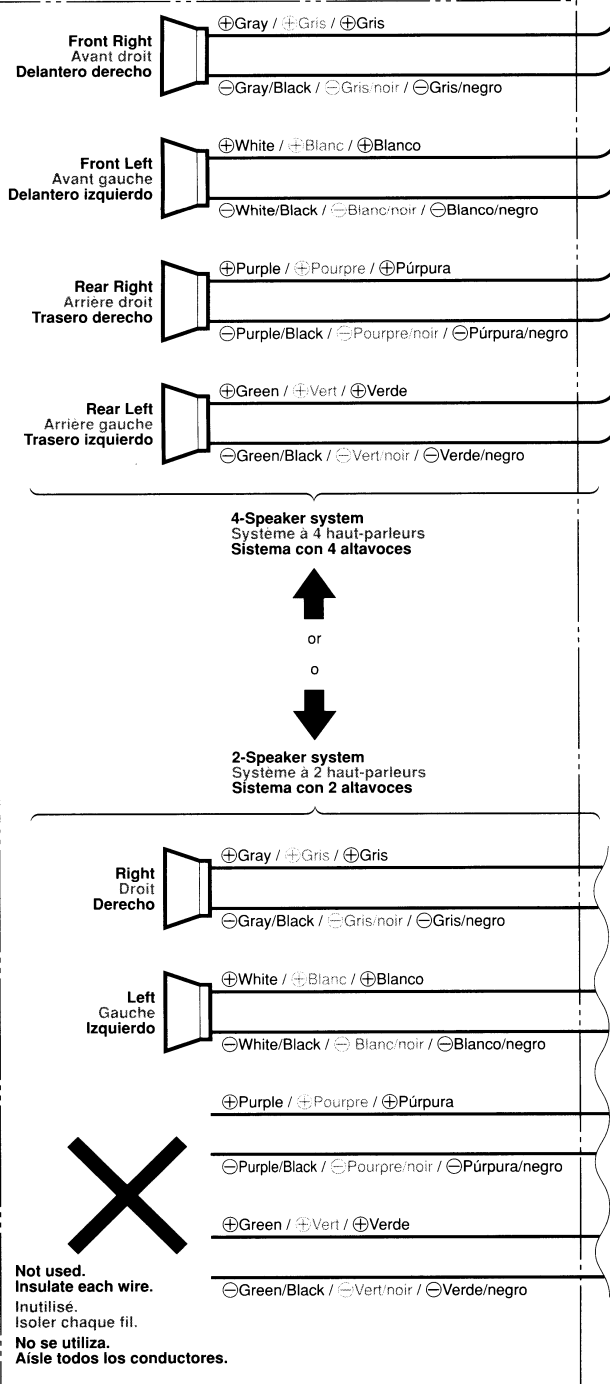 ⊕Gray / ⊕Gris / ⊕Gris
Front Right
Avant droit
Delantero derecho
⊖Gray/Black / ⊖Gris/noir / ⊖Gris/negro
⊕White / ⊕Blanc / ⊕Blanco
Front Left
Avant gauche
Delantero izquierdo
⊖White/Black / ⊖Blanc/noir / ⊖Blanco/negro
⊕Purple / ⊕Pourpre / ⊕Púrpura
Rear Right
Arrière droit
Trasero derecho
⊖Purple/Black / ⊖Pourpre/noir / ⊖Púrpura/negro
⊕Green / ⊕Vert / ⊕Verde
Rear Left
Arrière gauche
Trasero izquierdo
⊖Green/Black / ⊖Vert/noir / ⊖Verde/negro
4-Speaker system
Système à 4 haut-parleurs
Sistema con 4 altavoces
or
o
2-Speaker system
Système à 2 haut-parleurs
Sistema con 2 altavoces
⊕Gray / ⊕Gris / ⊕Gris
Right
Droit
Derecho
⊖Gray/Black / ⊖Gris/noir / ⊖Gris/negro
⊕White / ⊕Blanc / ⊕Blanco
Left
Gauche
Izquierdo
⊖White/Black / ⊖ Blanc/noir / ⊖Blanco/negro
⊕Purple / ⊕Pourpre / ⊕Púrpura
⊖Purple/Black / ⊖Pourpre/noir / ⊖Púrpura/negro
⊕Green / ⊕Vert / ⊕Verde
⊖Green/Black / ⊖Vert/noir / ⊖Verde/negro
Not used.
Insulate each wire.
Inutilisé.
Isoler chaque fil.
No se utiliza.
Aísle todos los conductores.